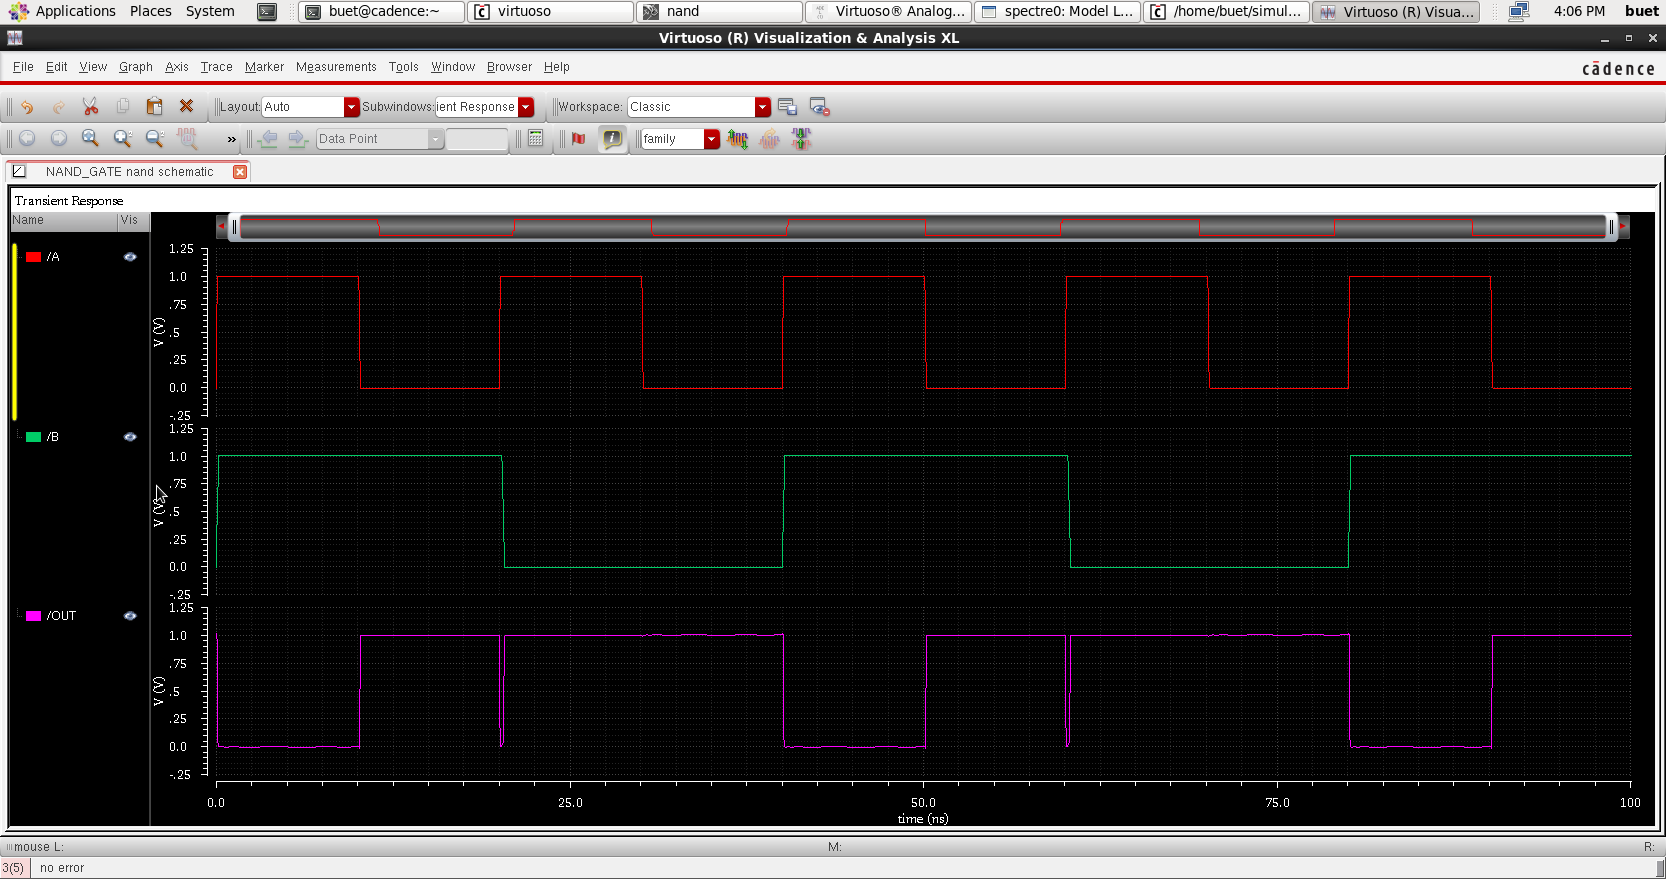 Applications Places System buet@cadence:~ virtuoso nand Virtuoso® Analog... spectre0: Model L... /home/buet/simul... Virtuoso (R) Visua... 4:06 PM buet
Virtuoso (R) Visualization & Analysis XL
File Edit View Graph Axis Trace Marker Measurements Tools Window Browser Help
cādence
Layout: Auto Subwindows: ient Response Workspace: Classic
» Data Point family
NAND_GATE nand schematic
Transient Response
Name Vis
/A
1.25
1.0
.75
.5
.25
0.0
-.25
V (V)
/B
1.25
1.0
.75
.5
.25
0.0
-.25
V (V)
/OUT
1.25
1.0
.75
.5
.25
0.0
-.25
V (V)
0.0 25.0 50.0 75.0 100
time (ns)
mouse L: M: R:
3(5) no error